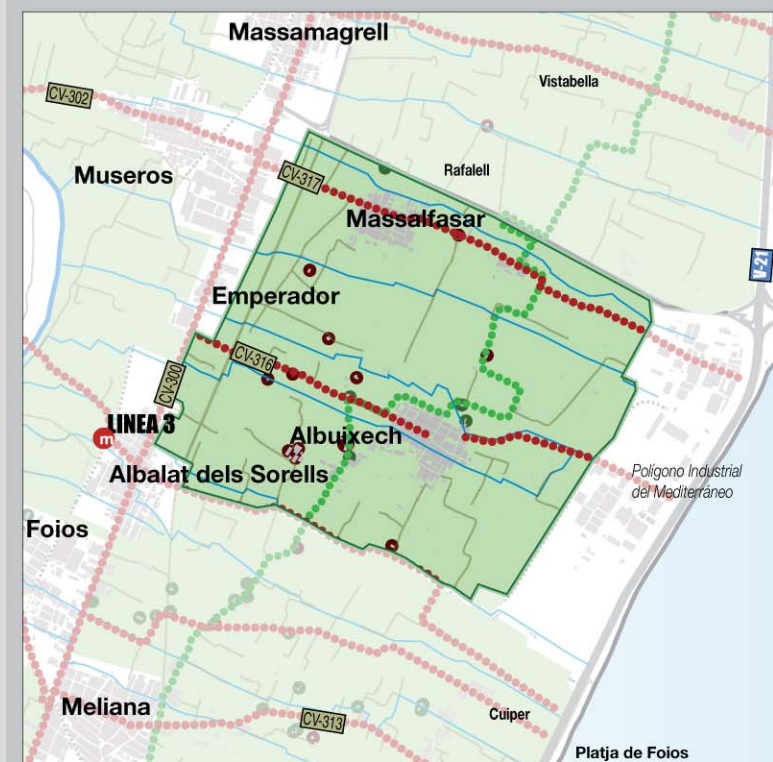 Massamagrell
Vistabella
CV-302
Rafalell
Museros
CV-317
Massalfasar
V-21
Emperador
CV-316
CV-300
m
LINEA 3
Albuixech
Albalat dels Sorells
Polígono Industrial
del Mediterráneo
Foios
Meliana
CV-313
Cuiper
Platja de Foios